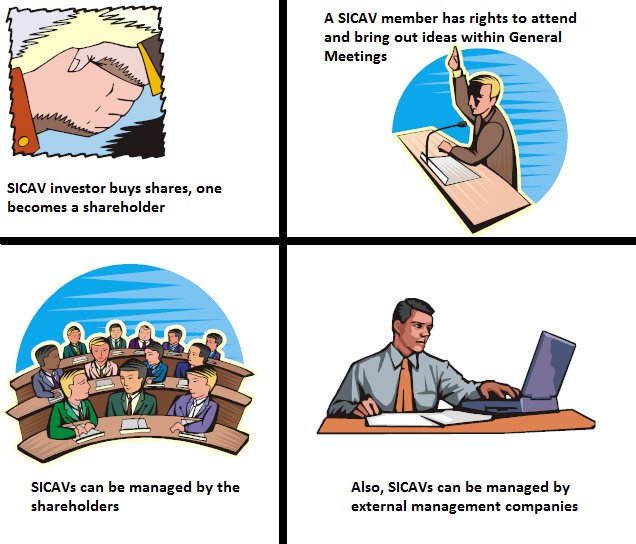 SICAV investor buys shares, one
becomes a shareholder
A SICAV member has rights to attend
and bring out ideas within General
Meetings
SICAVs can be managed by the
shareholders
Also, SICAVs can be managed by
external management companies